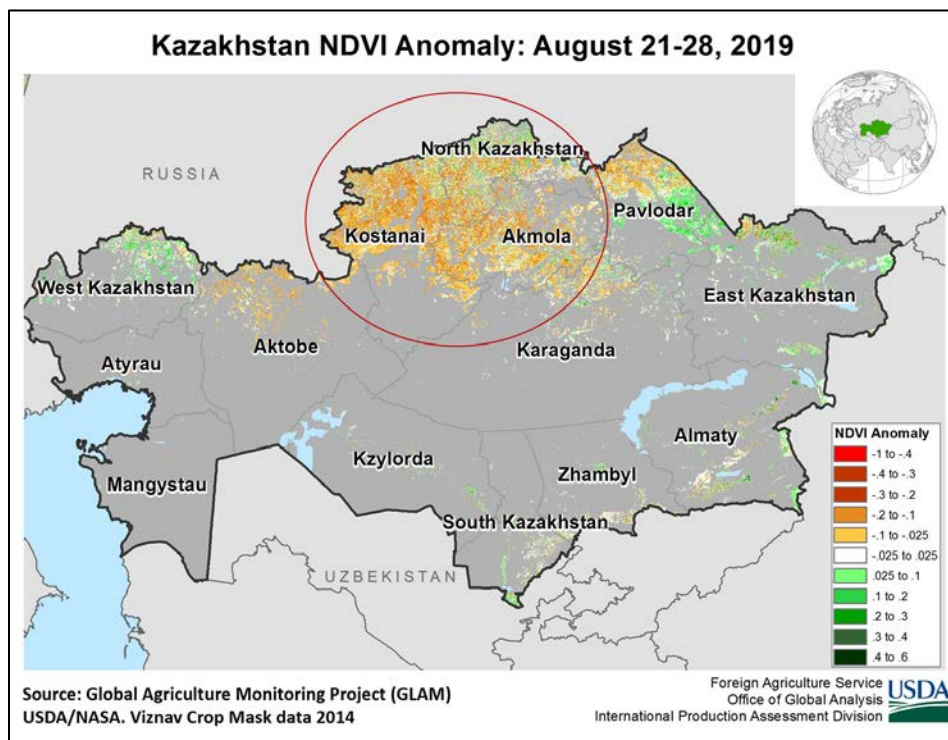 Kazakhstan NDVI Anomaly: August 21-28, 2019
RUSSIA
North Kazakhstan
Pavlodar
Kostanai
Akmola
West Kazakhstan
East Kazakhstan
Aktobe
Karaganda
Atyrau
Almaty
Kzylorda
Zhambyl
Mangystau
South Kazakhstan
UZBEKISTAN
NDVI Anomaly
-1 to -.4
-.4 to -.3
-.3 to -.2
-.2 to -.1
-.1 to -.025
-.025 to .025
.025 to .1
.1 to .2
.2 to .3
.3 to .4
.4 to .6
Source: Global Agriculture Monitoring Project (GLAM)
USDA/NASA. Viznav Crop Mask data 2014
Foreign Agriculture Service
Office of Global Analysis
International Production Assessment Division
USDA